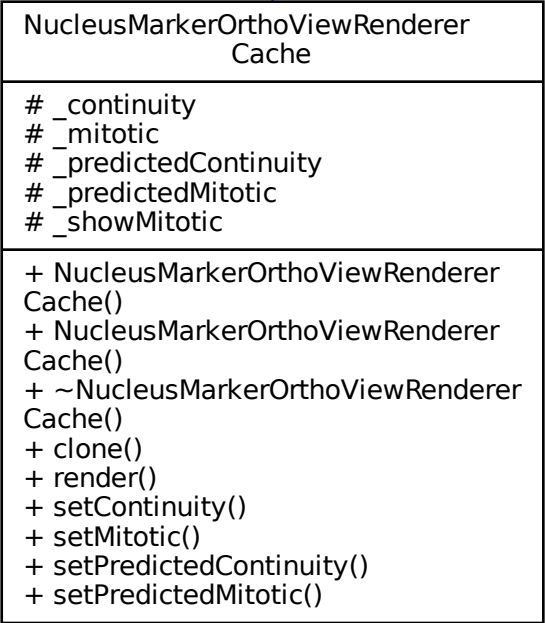 NucleusMarkerOrthoViewRenderer
Cache
# _continuity
# _mitotic
# _predictedContinuity
# _predictedMitotic
# _showMitotic
+ NucleusMarkerOrthoViewRenderer
Cache()
+ NucleusMarkerOrthoViewRenderer
Cache()
+ ~NucleusMarkerOrthoViewRenderer
Cache()
+ clone()
+ render()
+ setContinuity()
+ setMitotic()
+ setPredictedContinuity()
+ setPredictedMitotic()